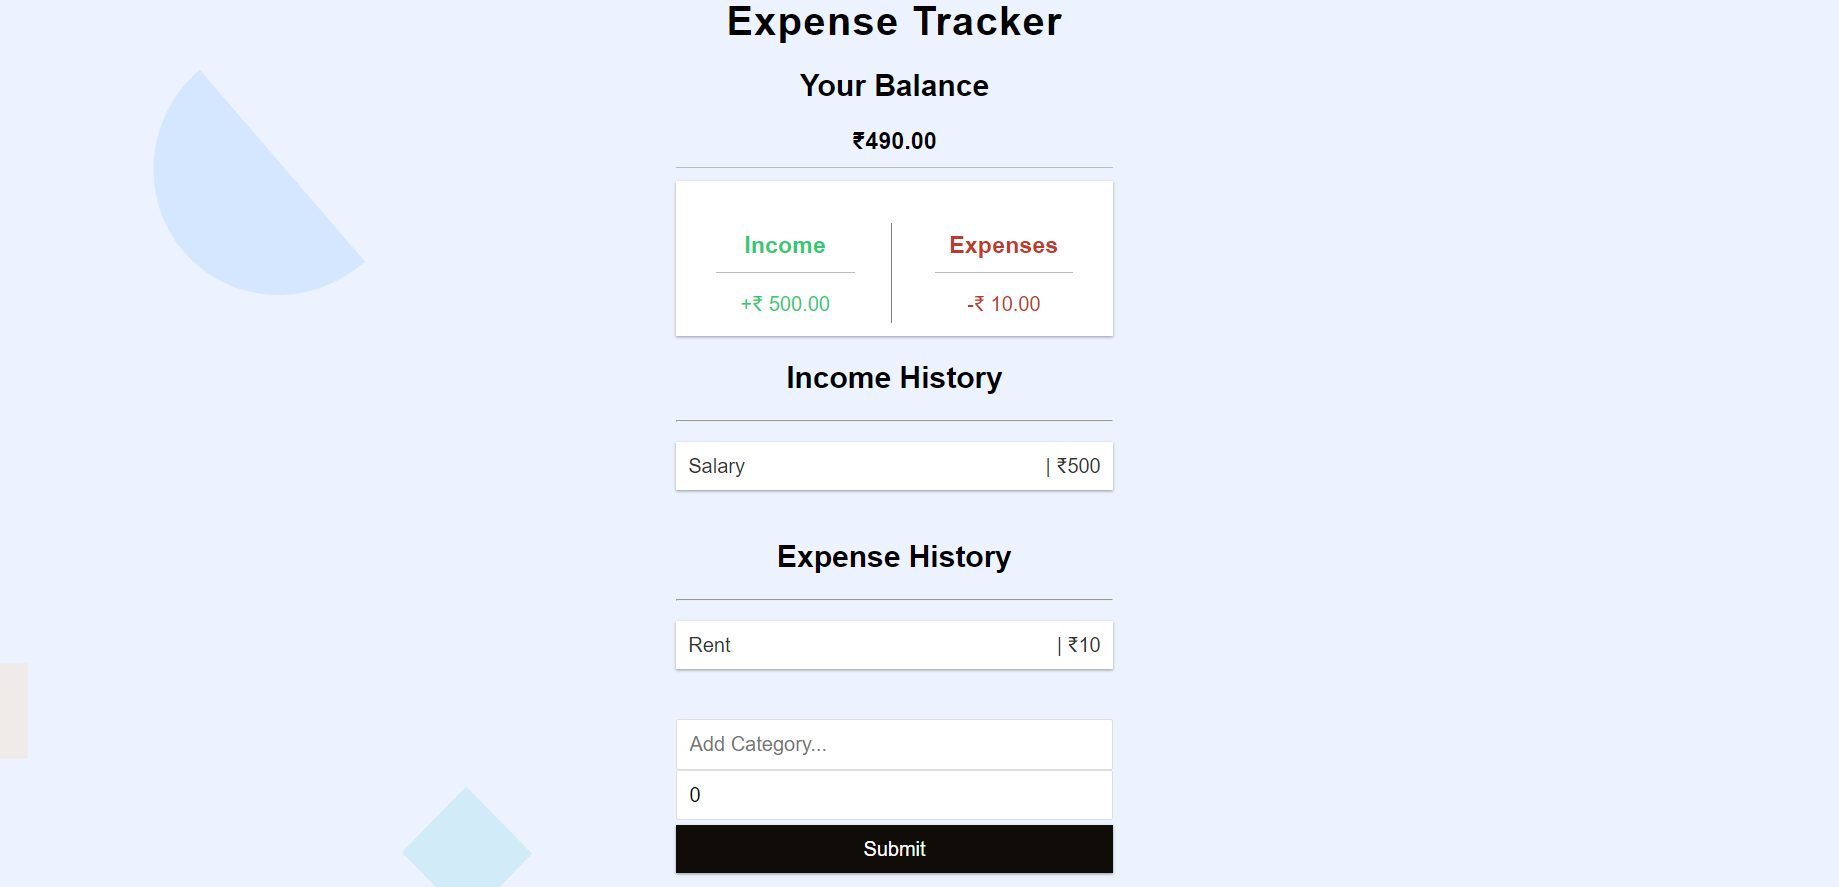 Expense Tracker
Your Balance
₹490.00
Income Expenses
+₹ 500.00 -₹ 10.00
Income History
Salary | ₹500
Expense History
Rent | ₹10
Add Category...
0
Submit